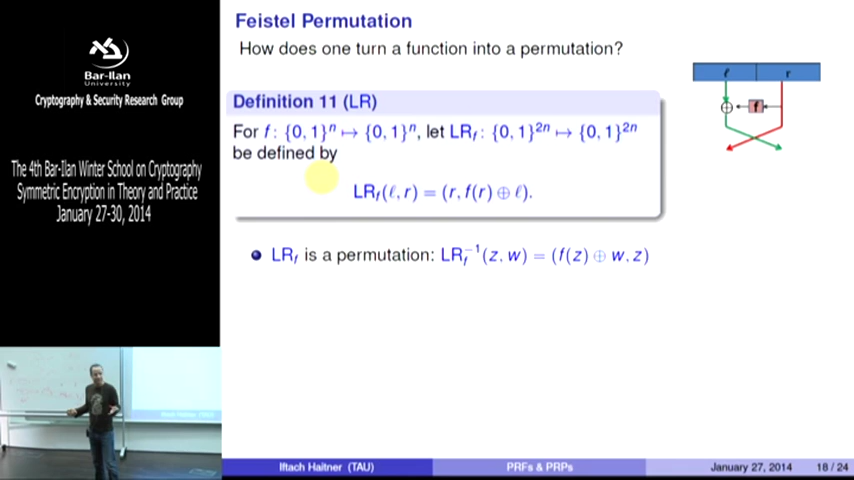 Bar-Ilan
University
Cryptography & Security Research Group
The 4th Bar-Ilan Winter School on Cryptography
Symmetric Encryption in Theory and Practice
January 27-30, 2014
Feistel Permutation
How does one turn a function into a permutation?
Definition 11 (LR)
For f : {0, 1}ⁿ ↦ {0, 1}ⁿ, let LR_f : {0, 1}²ⁿ ↦ {0, 1}²ⁿ
be defined by
LR_f(ℓ, r) = (r, f(r) ⊕ ℓ).
LR_f is a permutation: LR_f⁻¹(z, w) = (f(z) ⊕ w, z)
ℓ r
f
Iftach Haitner (TAU) PRFs & PRPs January 27, 2014 18 / 24